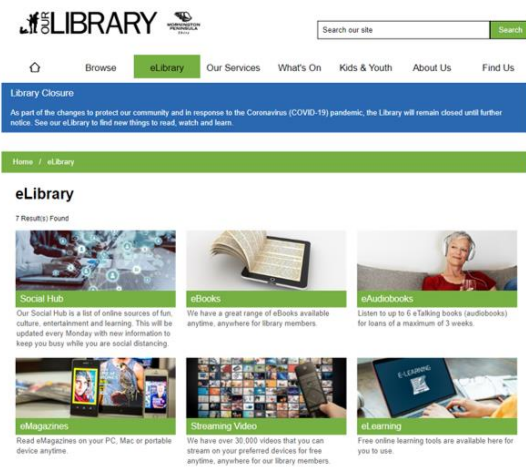 OUR LIBRARY
MORNINGTON
PENINSULA
Shire
Search our site
Search
Browse
eLibrary
Our Services
What's On
Kids & Youth
About Us
Find Us
Library Closure
As part of the changes to protect our community and in response to the Coronavirus (COVID-19) pandemic, the Library will remain closed until further
notice. See our eLibrary to find new things to read, watch and learn.
Home / eLibrary
eLibrary
7 Result(s) Found
Social Hub
Our Social Hub is a list of online sources of fun,
culture, entertainment and learning. This will be
updated every Monday with new information to
keep you busy while you are social distancing.
eBooks
We have a great range of eBooks available
anytime, anywhere for library members.
eAudiobooks
Listen to up to 6 eTalking books (audiobooks)
for loans of a maximum of 3 weeks.
eMagazines
Read eMagazines on your PC, Mac or portable
device anytime.
Streaming Video
We have over 30,000 videos that you can
stream on your preferred devices for free
anytime, anywhere for our library members.
E-LEARNING
eLearning
Free online learning tools are available here for
you to use.